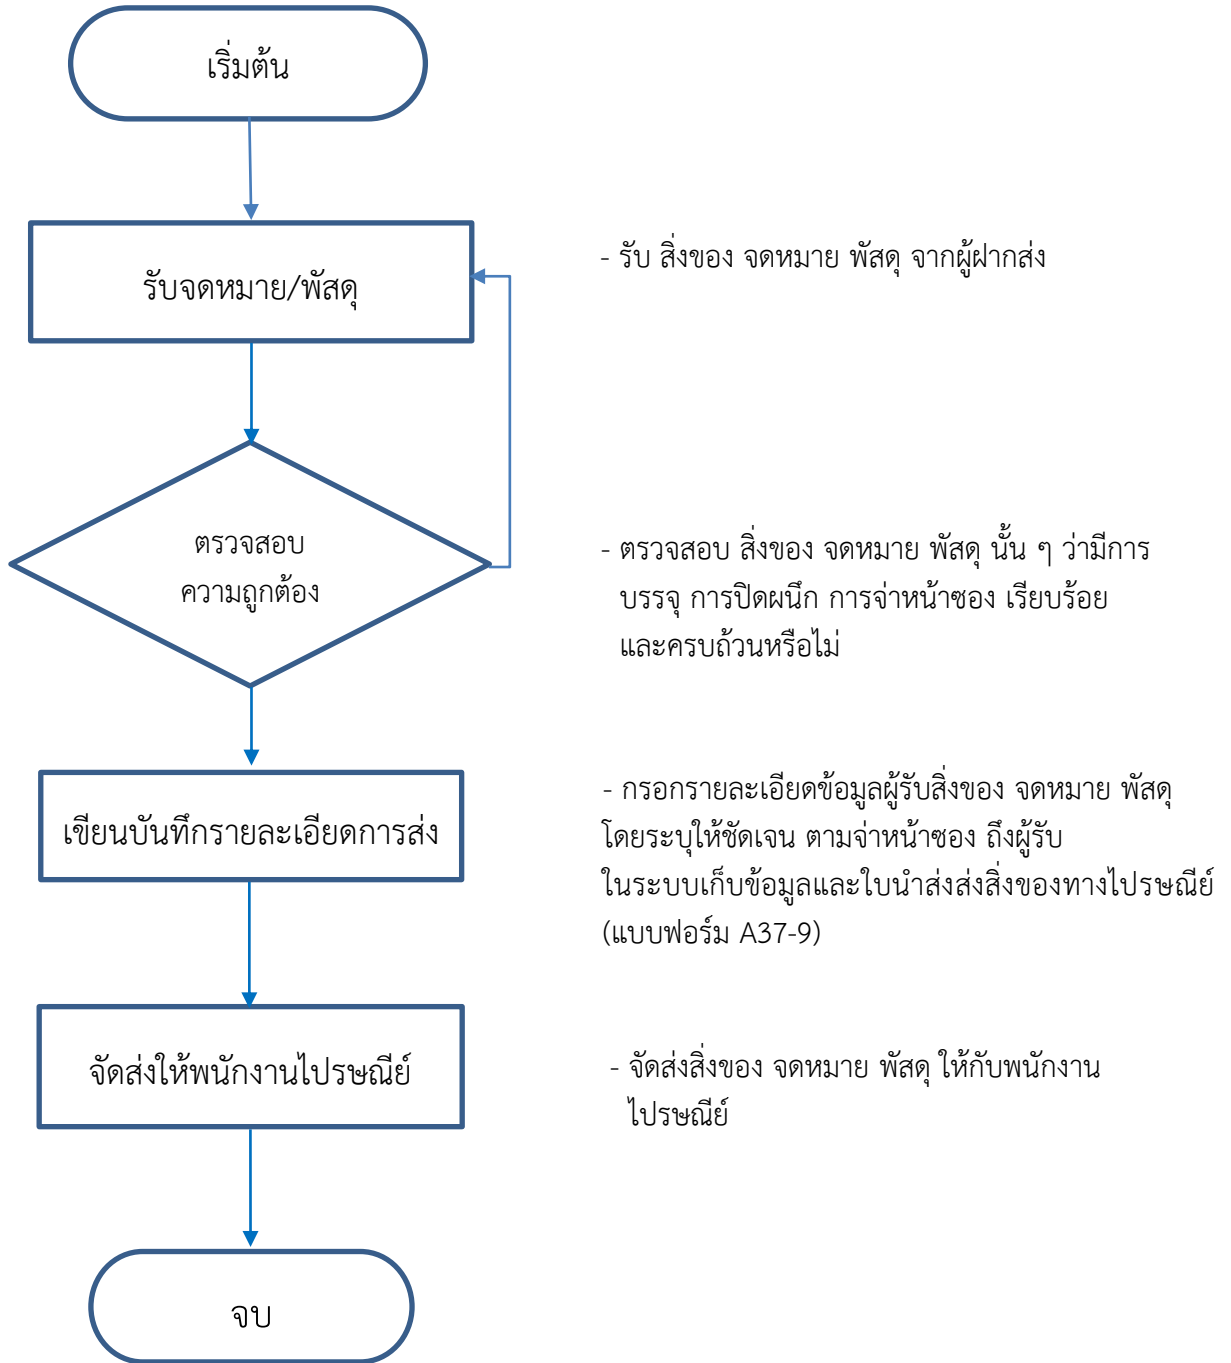 เริ่มต้น
รับจดหมาย/พัสดุ
- รับ สิ่งของ จดหมาย พัสดุ จากผู้ฝากส่ง
ตรวจสอบ
ความถูกต้อง
- ตรวจสอบ สิ่งของ จดหมาย พัสดุ นั้น ๆ ว่ามีการ
บรรจุ การปิดผนึก การจ่าหน้าซอง เรียบร้อย
และครบถ้วนหรือไม่
เขียนบันทึกรายละเอียดการส่ง
- กรอกรายละเอียดข้อมูลผู้รับสิ่งของ จดหมาย พัสดุ
โดยระบุให้ชัดเจน ตามจ่าหน้าซอง ถึงผู้รับ
ในระบบเก็บข้อมูลและใบนำส่งส่งสิ่งของทางไปรษณีย์
(แบบฟอร์ม A37-9)
จัดส่งให้พนักงานไปรษณีย์
- จัดส่งสิ่งของ จดหมาย พัสดุ ให้กับพนักงาน
ไปรษณีย์
จบ